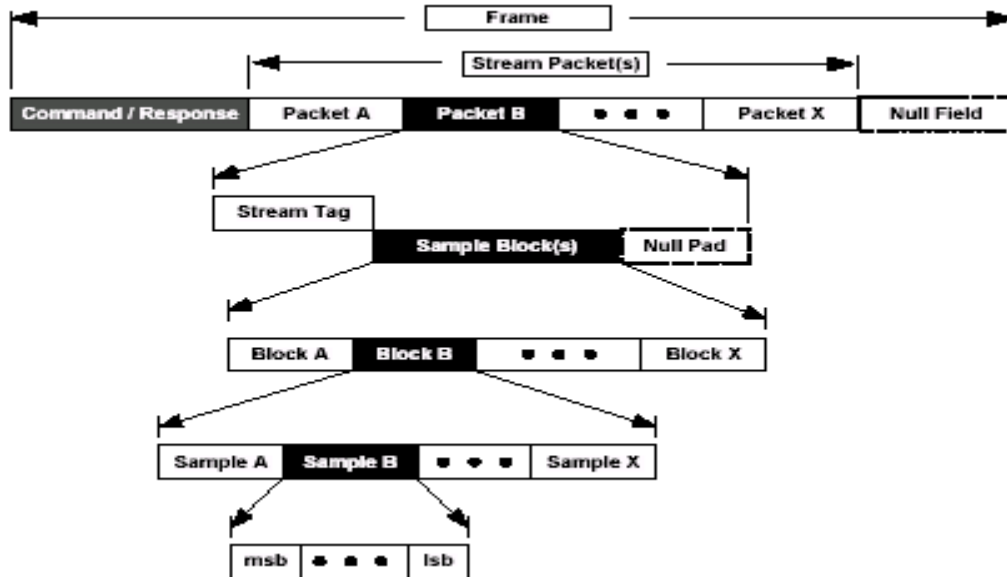 Frame
Stream Packet(s)
Command / Response Packet A Packet B • • • Packet X Null Field
Stream Tag
Sample Block(s) Null Pad
Block A Block B • • • Block X
Sample A Sample B • • • Sample X
msb • • • lsb